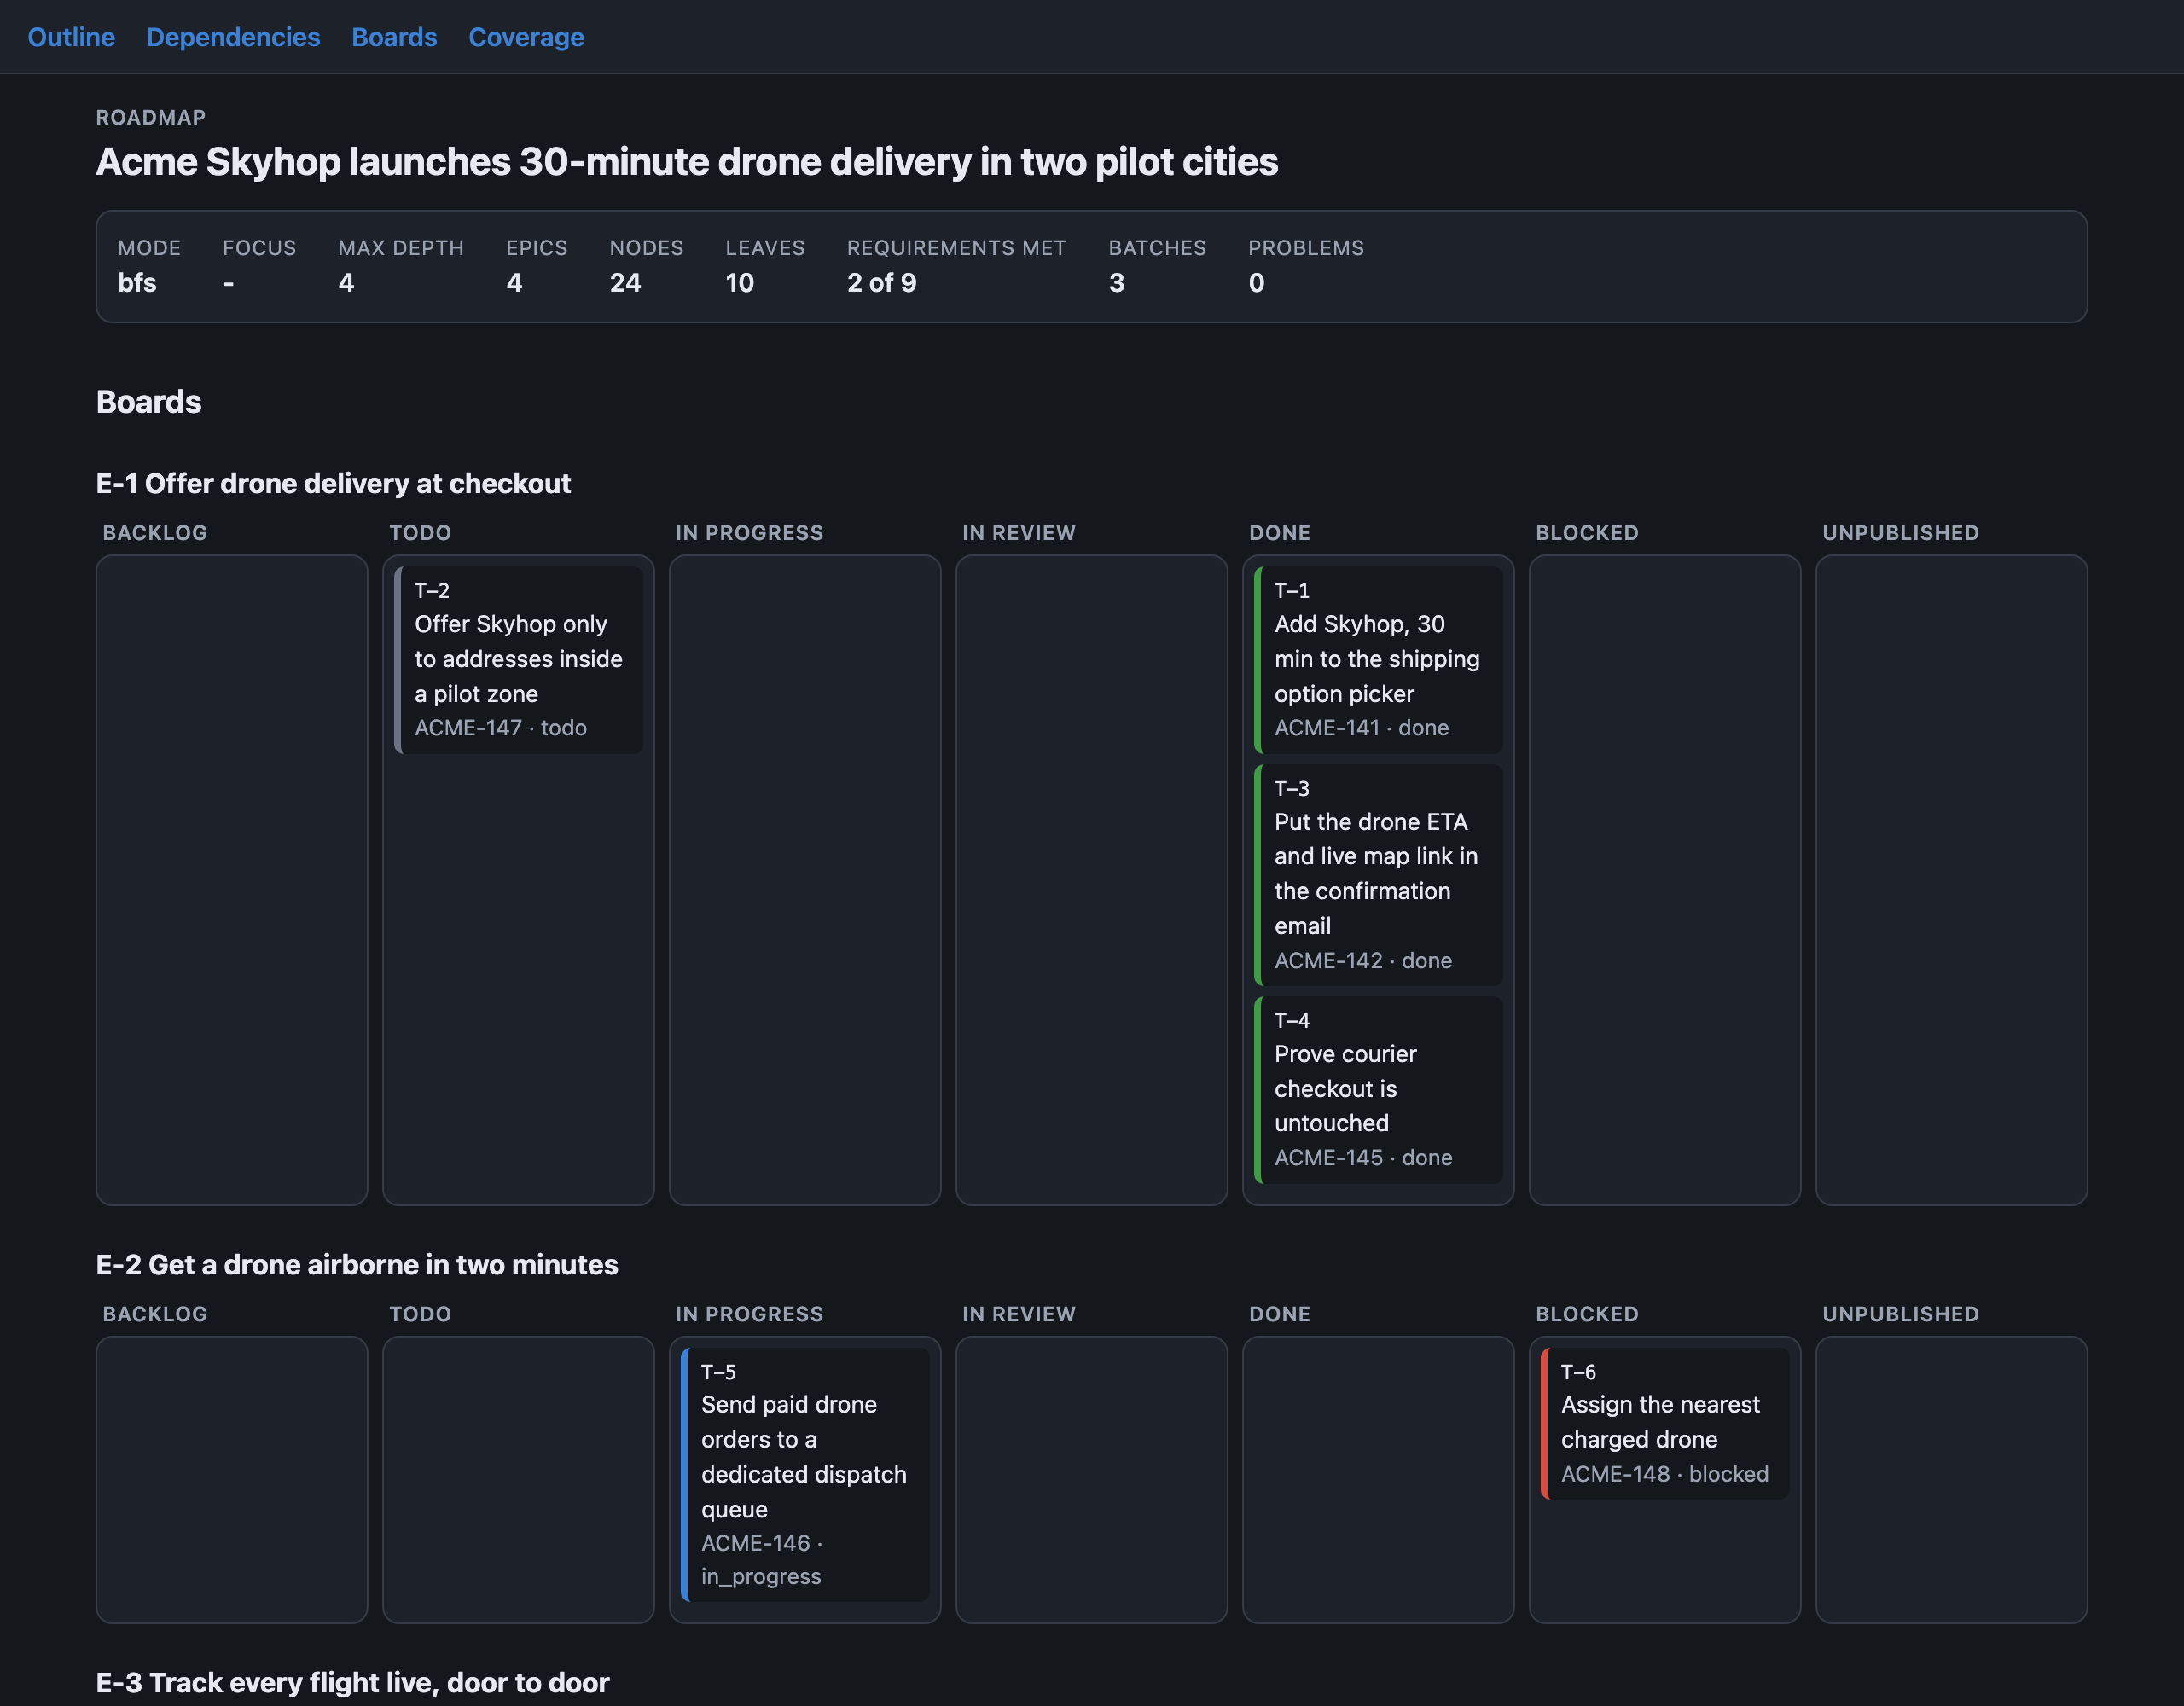 Outline Dependencies Boards Coverage
ROADMAP
Acme Skyhop launches 30-minute drone delivery in two pilot cities
MODE FOCUS MAX DEPTH EPICS NODES LEAVES REQUIREMENTS MET BATCHES PROBLEMS
bfs - 4 4 24 10 2 of 9 3 0
Boards
E-1 Offer drone delivery at checkout
BACKLOG TODO IN PROGRESS IN REVIEW DONE BLOCKED UNPUBLISHED
T-2
Offer Skyhop only
to addresses inside
a pilot zone
ACME-147 · todo
T-1
Add Skyhop, 30
min to the shipping
option picker
ACME-141 · done
T-3
Put the drone ETA
and live map link in
the confirmation
email
ACME-142 · done
T-4
Prove courier
checkout is
untouched
ACME-145 · done
E-2 Get a drone airborne in two minutes
BACKLOG TODO IN PROGRESS IN REVIEW DONE BLOCKED UNPUBLISHED
T-5
Send paid drone
orders to a
dedicated dispatch
queue
ACME-146 ·
in_progress
T-6
Assign the nearest
charged drone
ACME-148 · blocked
E-3 Track every flight live, door to door